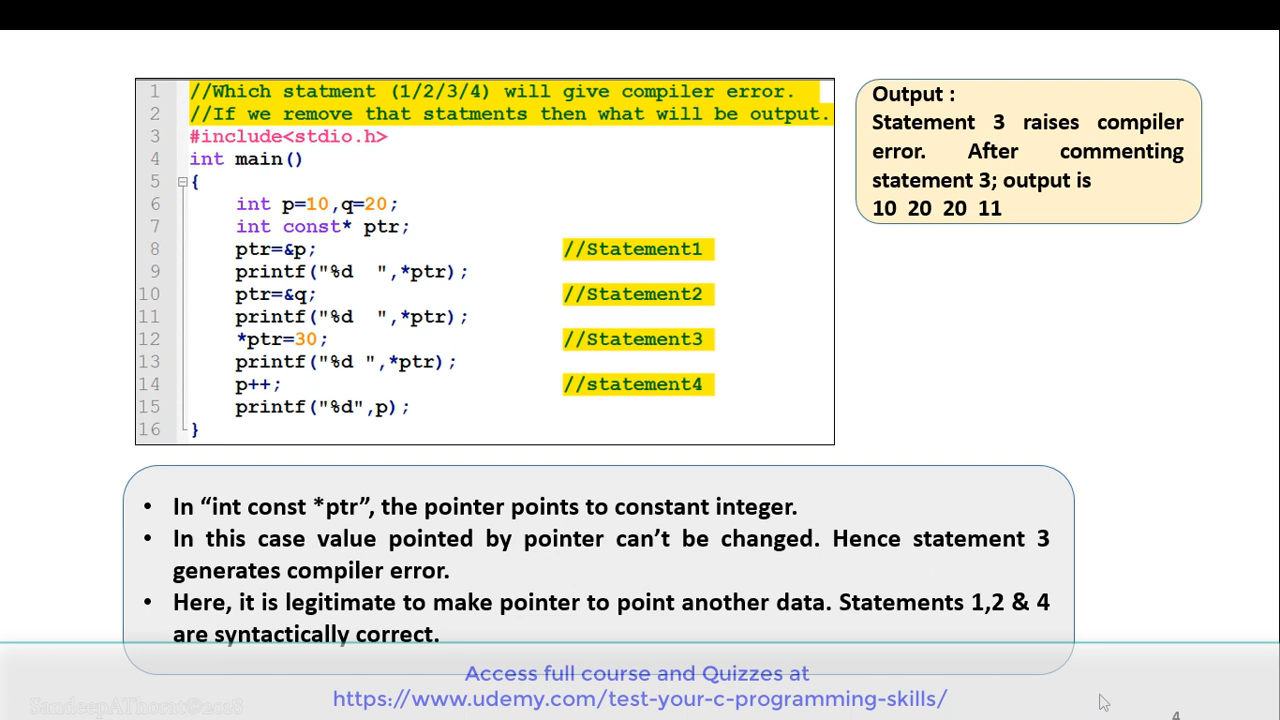 1 //Which statment (1/2/3/4) will give compiler error.
2 //If we remove that statments then what will be output.
3 #include<stdio.h>
4 int main()
5 {
6 int p=10,q=20;
7 int const* ptr;
8 ptr=&p; //Statement1
9 printf("%d  ",*ptr);
10 ptr=&q; //Statement2
11 printf("%d  ",*ptr);
12 *ptr=30; //Statement3
13 printf("%d ",*ptr);
14 p++; //statement4
15 printf("%d",p);
16 }
Output :
Statement 3 raises compiler
error. After commenting
statement 3; output is
10 20 20 11
• In “int const *ptr”, the pointer points to constant integer.
• In this case value pointed by pointer can’t be changed. Hence statement 3
generates compiler error.
• Here, it is legitimate to make pointer to point another data. Statements 1,2 & 4
are syntactically correct.
Access full course and Quizzes at
https://www.udemy.com/test-your-c-programming-skills/
SandeepAThorat©2016
4